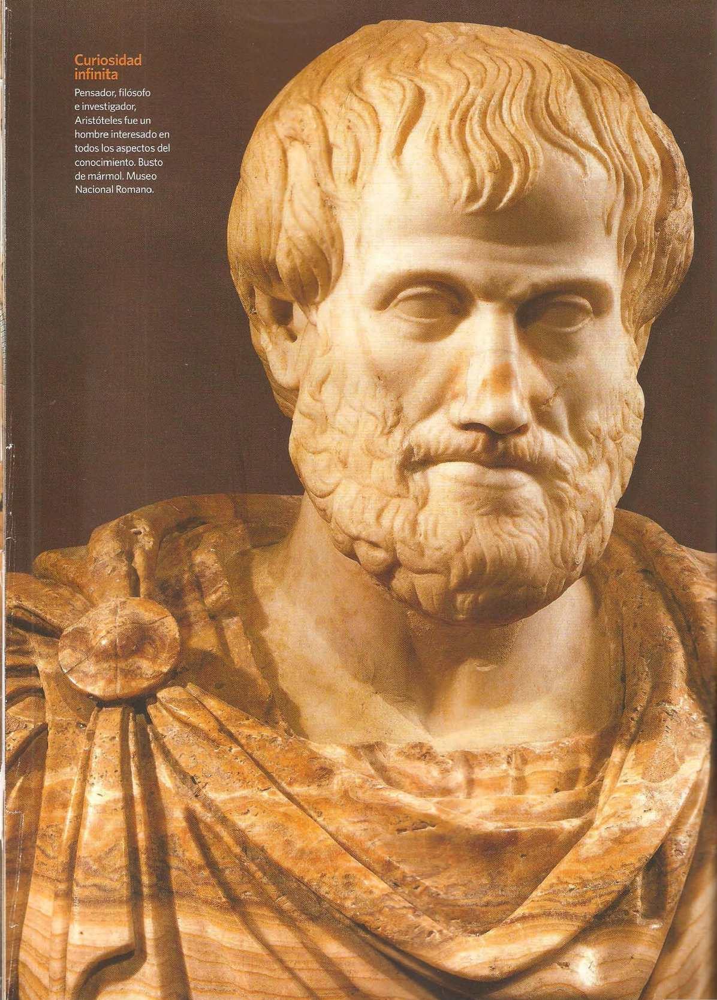 Curiosidad
infinita
Pensador, filósofo
e investigador,
Aristóteles fue un
hombre interesado en
todos los aspectos del
conocimiento. Busto
de mármol. Museo
Nacional Romano.